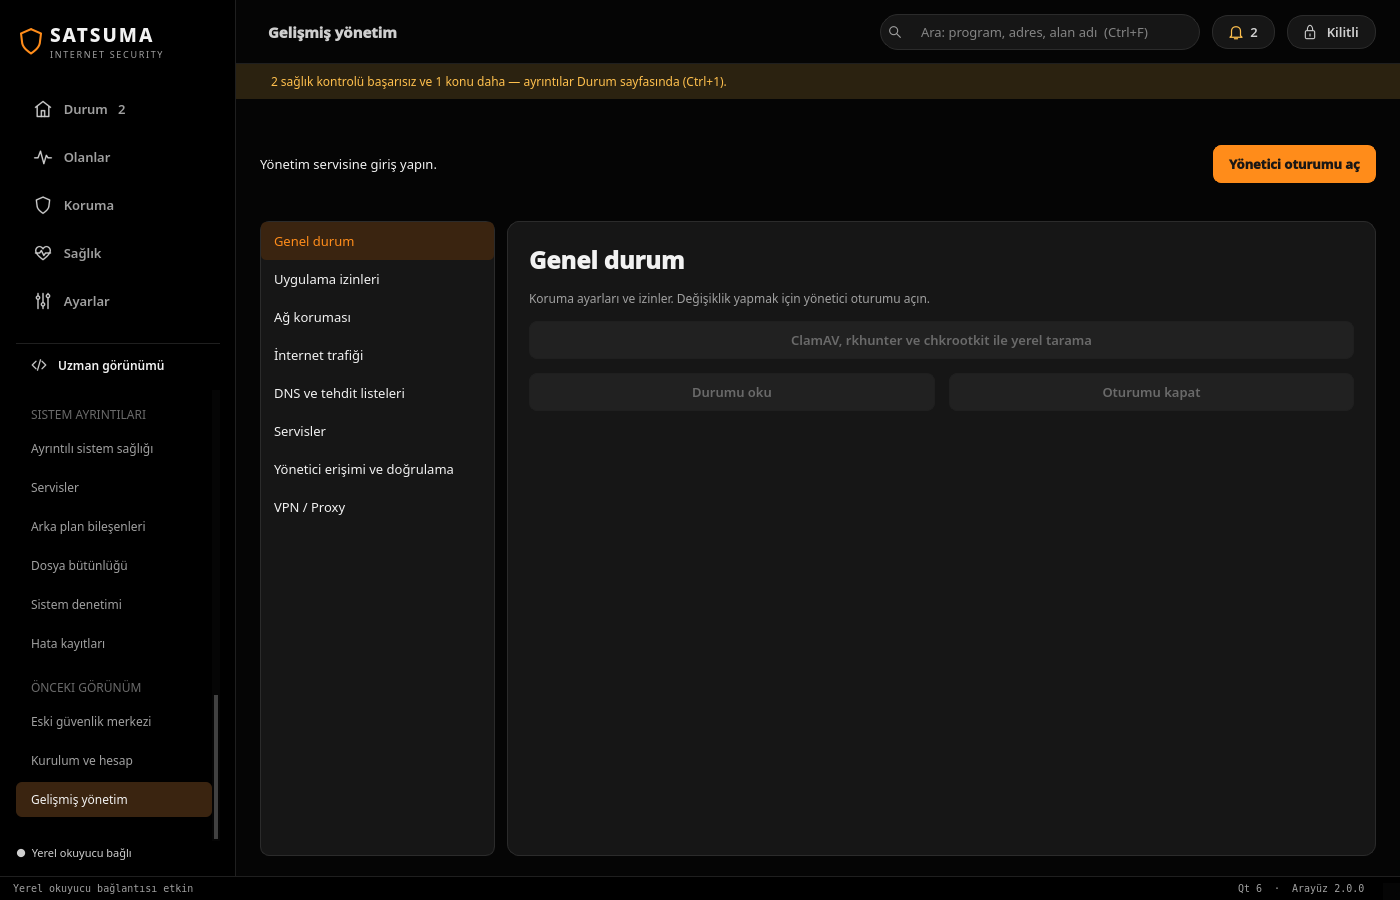 SATSUMA
INTERNET SECURITY
Durum 2
Olanlar
Koruma
Sağlık
Ayarlar
Uzman görünümü
SISTEM AYRINTILARI
Ayrıntılı sistem sağlığı
Servisler
Arka plan bileşenleri
Dosya bütünlüğü
Sistem denetimi
Hata kayıtları
ÖNCEKI GÖRÜNÜM
Eski güvenlik merkezi
Kurulum ve hesap
Gelişmiş yönetim
Yerel okuyucu bağlı
Gelişmiş yönetim
Ara: program, adres, alan adı (Ctrl+F)
2
Kilitli
2 sağlık kontrolü başarısız ve 1 konu daha — ayrıntılar Durum sayfasında (Ctrl+1).
Yönetim servisine giriş yapın.
Yönetici oturumu aç
Genel durum
Uygulama izinleri
Ağ koruması
İnternet trafiği
DNS ve tehdit listeleri
Servisler
Yönetici erişimi ve doğrulama
VPN / Proxy
Genel durum
Koruma ayarları ve izinler. Değişiklik yapmak için yönetici oturumu açın.
ClamAV, rkhunter ve chkrootkit ile yerel tarama
Durumu oku
Oturumu kapat
Yerel okuyucu bağlantısı etkin
Qt 6 · Arayüz 2.0.0